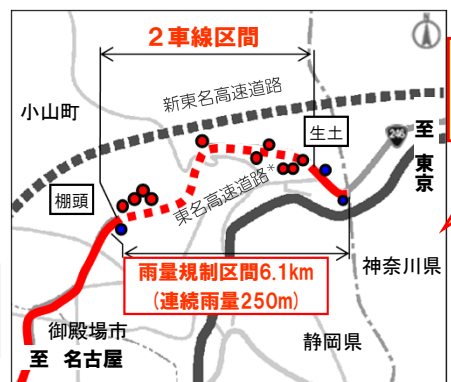 2車線区間
新東名高速道路
小山町
生土
246
至 東京
棚頭
東名高速道路*
雨量規制区間6.1km
(連続雨量250m)
神奈川県
御殿場市
静岡県
至 名古屋